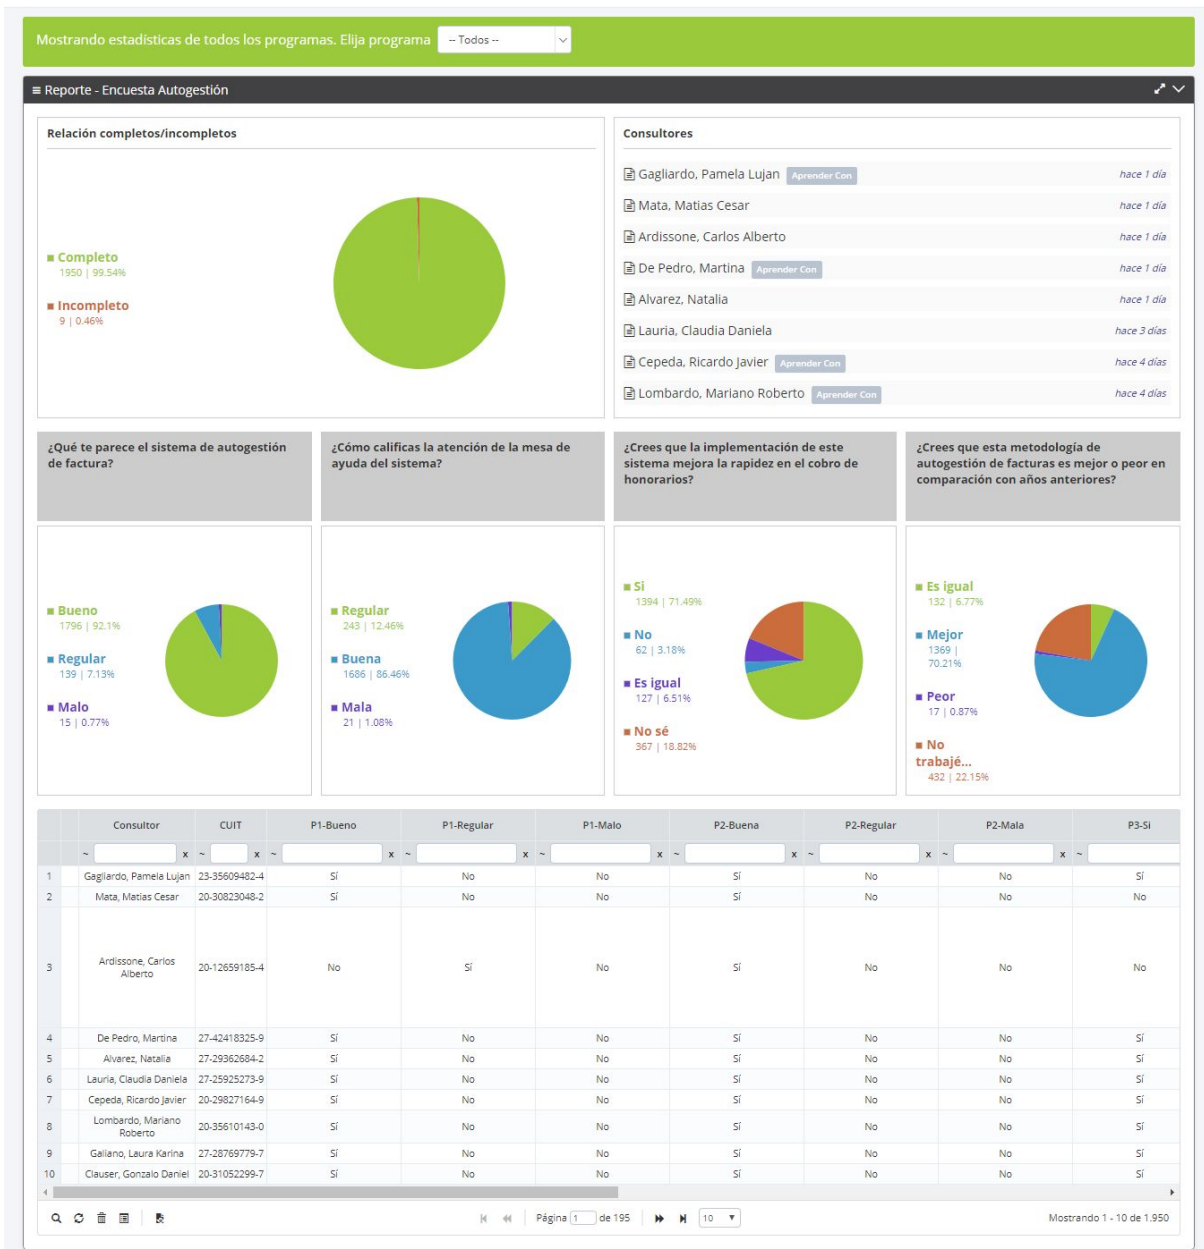 Mostrando estadísticas de todos los programas. Elija programa -- Todos --
Reporte - Encuesta Autogestión
Relación completos/incompletos
Completo
1950 | 99.54%
Incompleto
9 | 0.46%
Consultores
Gagliardo, Pamela Lujan Aprender Con hace 1 día
Mata, Matias Cesar hace 1 día
Ardissone, Carlos Alberto hace 1 día
De Pedro, Martina Aprender Con hace 1 día
Alvarez, Natalia hace 1 día
Lauria, Claudia Daniela hace 3 días
Cepeda, Ricardo Javier Aprender Con hace 4 días
Lombardo, Mariano Roberto Aprender Con hace 4 días
¿Qué te parece el sistema de autogestión
de factura?
Bueno
1796 | 92.1%
Regular
139 | 7.13%
Malo
15 | 0.77%
¿Cómo calificas la atención de la mesa de
ayuda del sistema?
Regular
243 | 12.46%
Buena
1686 | 86.46%
Mala
21 | 1.08%
¿Crees que la implementación de este
sistema mejora la rapidez en el cobro de
honorarios?
Si
1394 | 71.49%
No
62 | 3.18%
Es igual
127 | 6.51%
No sé
367 | 18.82%
¿Crees que esta metodología de
autogestión de facturas es mejor o peor en
comparación con años anteriores?
Es igual
132 | 6.77%
Mejor
1369 |
70.21%
Peor
17 | 0.87%
No
trabajé...
432 | 22.15%
Consultor CUIT P1-Bueno P1-Regular P1-Malo P2-Buena P2-Regular P2-Mala P3-Si
~ x ~ x ~ x ~ x ~ x ~ x ~ x ~ x ~
1 Gagliardo, Pamela Lujan 23-35609482-4 Sí No No Sí No No Sí
2 Mata, Matias Cesar 20-30823048-2 Sí No No Sí No No No
3 Ardissone, Carlos
Alberto 20-12659185-4 No Sí No Sí No No No
4 De Pedro, Martina 27-42418325-9 Sí No No Sí No No Sí
5 Alvarez, Natalia 27-29362684-2 Sí No No Sí No No Sí
6 Lauria, Claudia Daniela 27-25925273-9 Sí No No Sí No No Sí
7 Cepeda, Ricardo Javier 20-29827164-9 Sí No No Sí No No Sí
8 Lombardo, Mariano
Roberto 20-35610143-0 Sí No No Sí No No Sí
9 Galiano, Laura Karina 27-28769779-7 Sí No No Sí No No Sí
10 Clauser, Gonzalo Daniel 20-31052299-7 Sí No No Sí No No Sí
Página 1 de 195 10 Mostrando 1 - 10 de 1.950